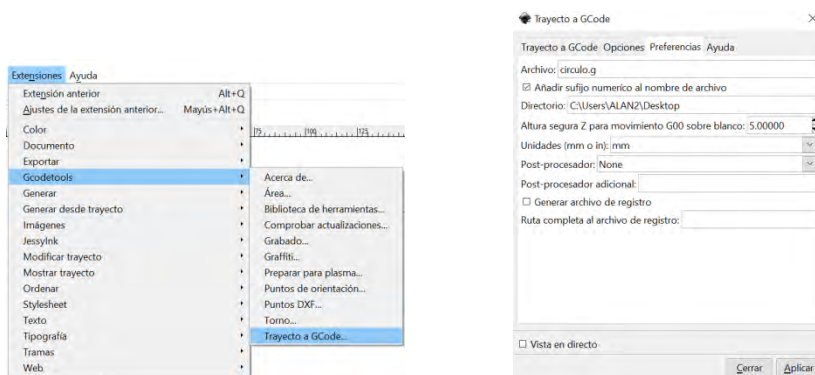 Extensiones Ayuda
Extensión anterior Alt+Q
Ajustes de la extensión anterior... Mayús+Alt+Q
Color
Documento
Exportar
Gcodetools
Generar
Generar desde trayecto
Imágenes
JessyInk
Modificar trayecto
Mostrar trayecto
Ordenar
Stylesheet
Texto
Tipografía
Tramas
Web
75 100 125
Acerca de...
Área...
Biblioteca de herramientas...
Comprobar actualizaciones...
Grabado...
Graffiti...
Preparar para plasma...
Puntos de orientación...
Puntos DXF...
Torno...
Trayecto a GCode...
Trayecto a GCode
Trayecto a GCode Opciones Preferencias Ayuda
Archivo: circulo.g
Añadir sufijo numeríco al nombre de archivo
Directorio: C:\Users\ALAN2\Desktop
Altura segura Z para movimiento G00 sobre blanco: 5.00000
Unidades (mm o in): mm
Post-procesador: None
Post-procesador adicional:
Generar archivo de registro
Ruta completa al archivo de registro:
Vista en directo
Cerrar Aplicar